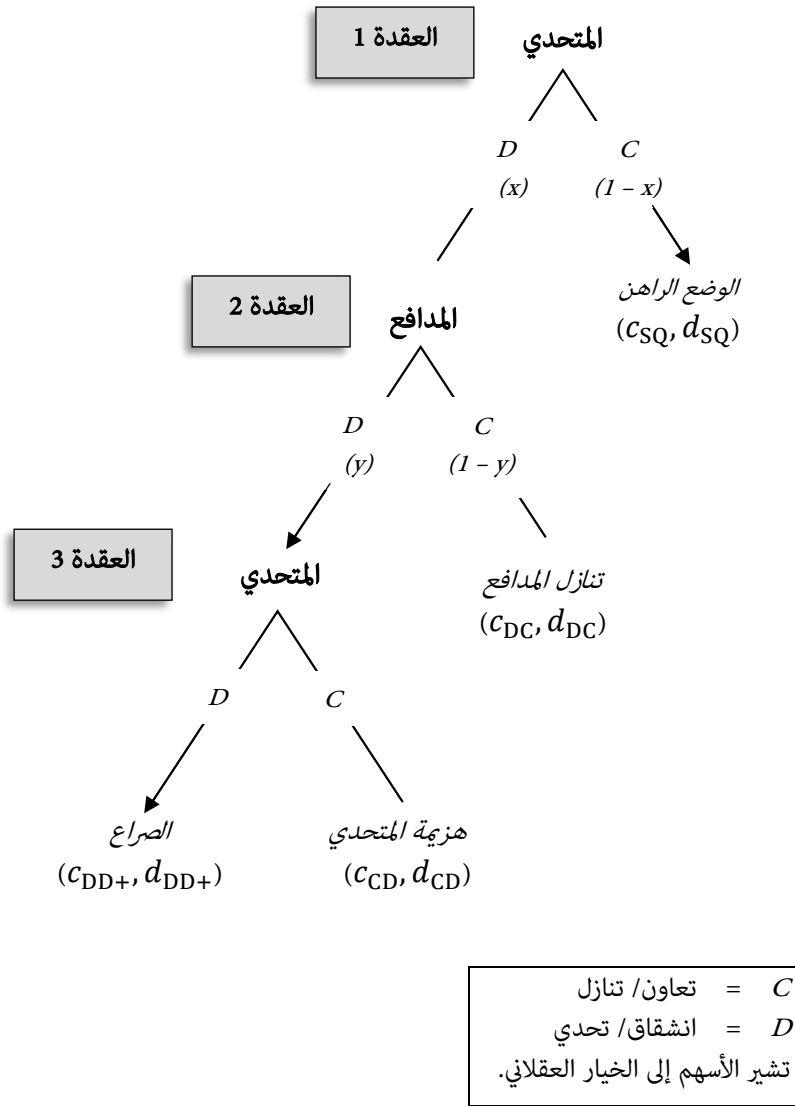 العقدة 1
المتحدي
D C
(x) (1 – x)
الوضع الراهن
(c_SQ, d_SQ)
العقدة 2
المدافع
D C
(y) (1 – y)
العقدة 3
المتحدي
تنازل المدافع
(c_DC, d_DC)
D C
الصراع
(c_DD+, d_DD+)
هزيمة المتحدي
(c_CD, d_CD)
C = تعاون/ تنازل
D = انشقاق/ تحدي
تشير الأسهم إلى الخيار العقلاني.